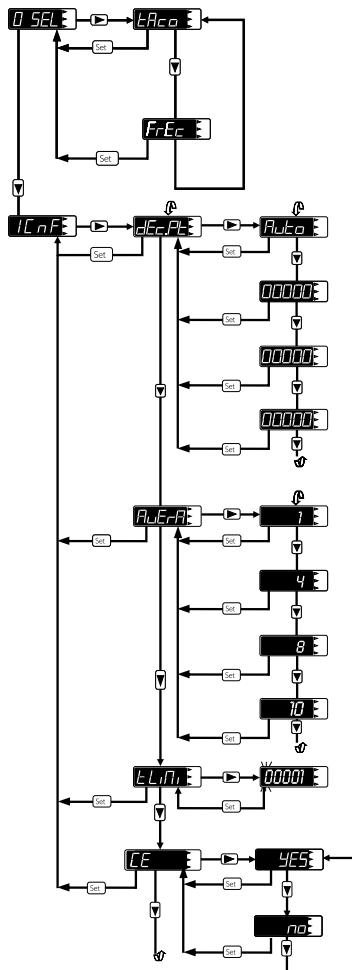 0 SEL
tAco
Set
FrEc
Set
1CnF
dEc.Pt
Auto
Set
Set
00000
Set
00000
Set
00000
Set
AvErA
1
Set
Set
4
Set
8
Set
10
Set
tLiMi
00001
Set
Set
CE
YES
Set
Set
no
Set